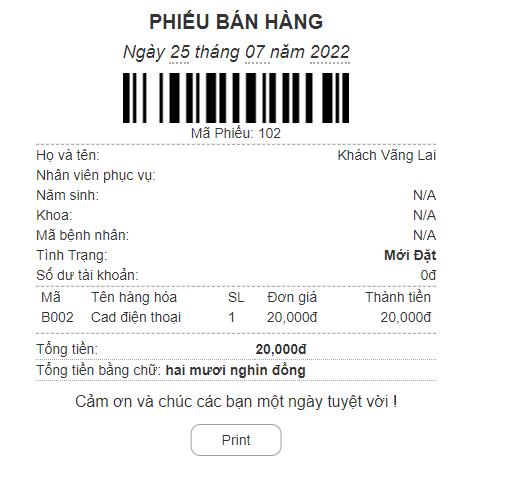 PHIẾU BÁN HÀNG
Ngày 25 tháng 07 năm 2022
Mã Phiếu: 102
Họ và tên: Khách Vãng Lai
Nhân viên phục vụ:
Năm sinh: N/A
Khoa: N/A
Mã bệnh nhân: N/A
Tình Trạng: Mới Đặt
Số dư tài khoản: 0đ
Mã Tên hàng hóa SL Đơn giá Thành tiền
B002 Cad điện thoại 1 20,000đ 20,000đ
Tổng tiền: 20,000đ
Tổng tiền bằng chữ: hai mươi nghìn đồng
Cảm ơn và chúc các bạn một ngày tuyệt vời !
Print